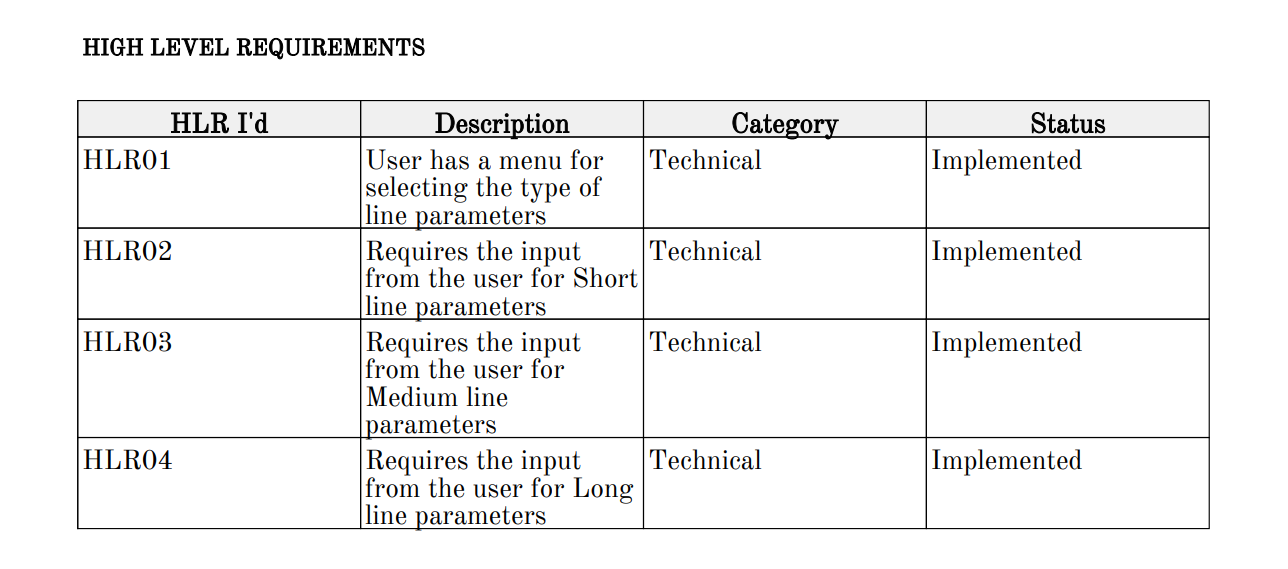 HIGH LEVEL REQUIREMENTS
HLR I'd Description Category Status
HLR01 User has a menu for Technical Implemented
selecting the type of
line parameters
HLR02 Requires the input Technical Implemented
from the user for Short
line parameters
HLR03 Requires the input Technical Implemented
from the user for
Medium line
parameters
HLR04 Requires the input Technical Implemented
from the user for Long
line parameters